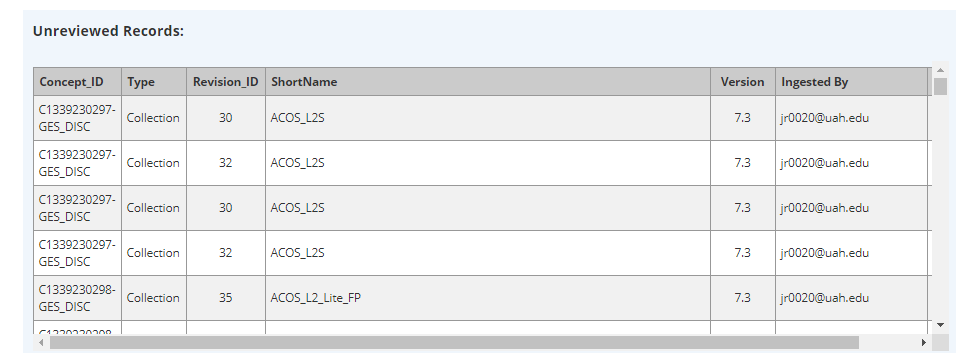 Unreviewed Records:
Concept_ID Type Revision_ID ShortName Version Ingested By
C1339230297-
GES_DISC Collection 30 ACOS_L2S 7.3 jr0020@uah.edu
C1339230297-
GES_DISC Collection 32 ACOS_L2S 7.3 jr0020@uah.edu
C1339230297-
GES_DISC Collection 30 ACOS_L2S 7.3 jr0020@uah.edu
C1339230297-
GES_DISC Collection 32 ACOS_L2S 7.3 jr0020@uah.edu
C1339230298-
GES_DISC Collection 35 ACOS_L2_Lite_FP 7.3 jr0020@uah.edu